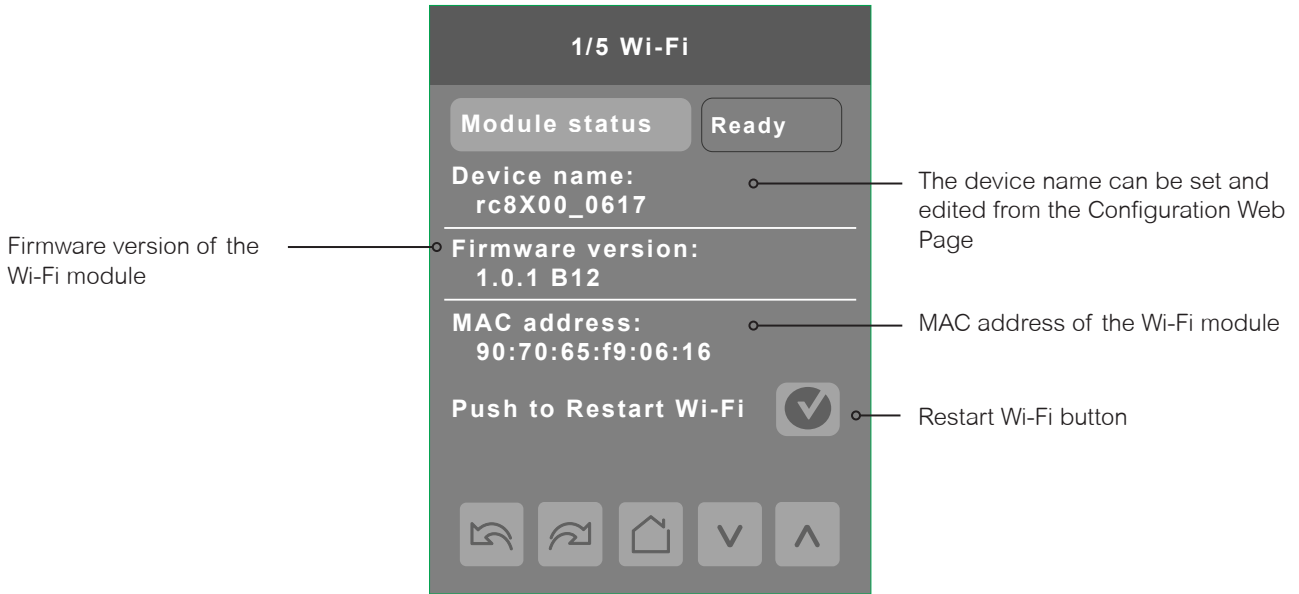 1/5 Wi-Fi
Module status
Ready
Device name:
rc8X00_0617
The device name can be set and
edited from the Configuration Web
Page
Firmware version of the
Wi-Fi module
Firmware version:
1.0.1 B12
MAC address:
90:70:65:f9:06:16
MAC address of the Wi-Fi module
Push to Restart Wi-Fi
Restart Wi-Fi button